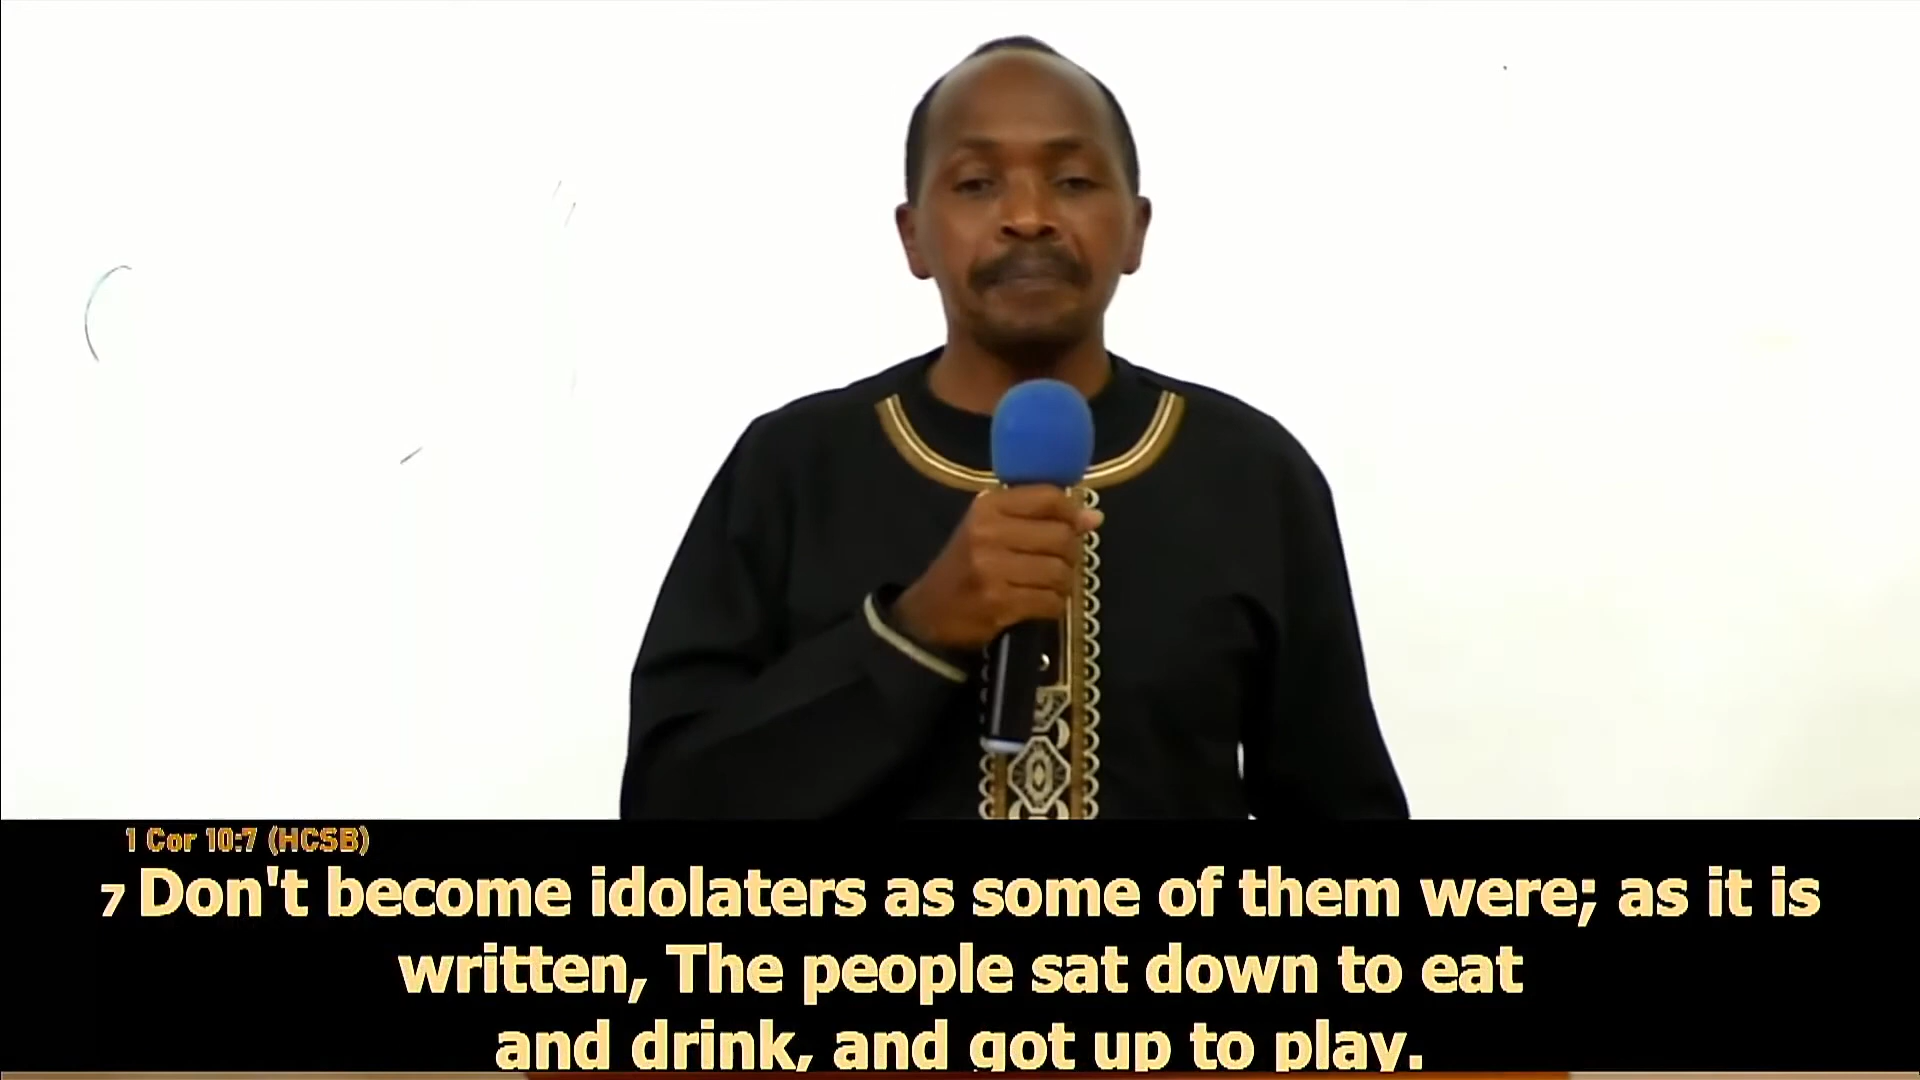 1 Cor 10:7 (HCSB)
7 Don't become idolaters as some of them were; as it is
written, The people sat down to eat
and drink, and got up to play.